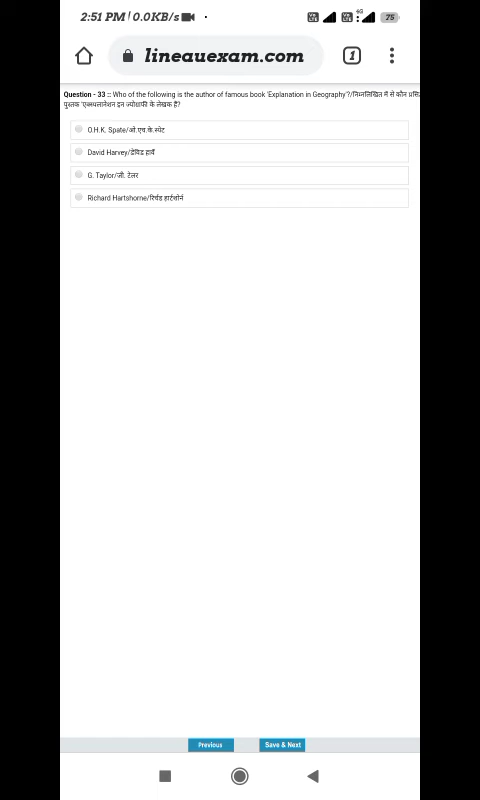 2:51 PM | 0.0KB/s
4G
75
lineauexam.com
1
Question - 33 :: Who of the following is the author of famous book 'Explanation in Geography'?/निम्नलिखित में से कौन
पुस्तक 'एक्सप्लानेशन इन ज्योग्राफी के लेखक है?
O.H.K. Spate/ओ.एच.के.स्पेट
David Harvey/डेविड हार्वे
G. Taylor/जी. टेलर
Richard Hartshorne/रिचर्ड हार्टशोर्न
Previous
Save & Next